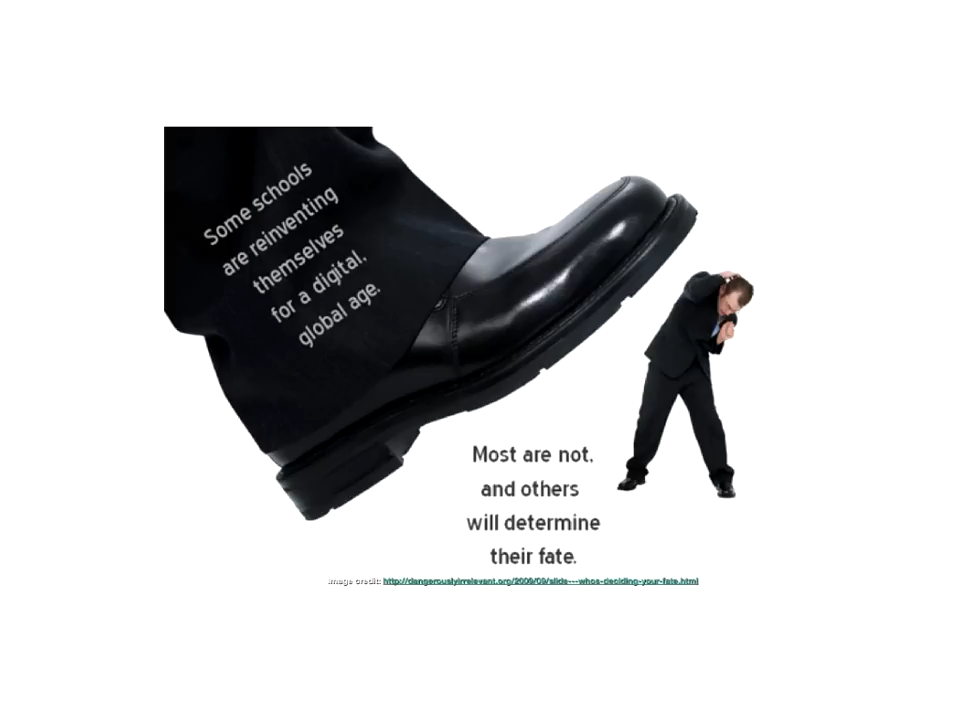 Some schools
are reinventing
themselves
for a digital,
global age.
Most are not,
and others
will determine
their fate.
Image credit: http://dangerouslyirrelevant.org/2009/09/slide---whos-deciding-your-fate.html